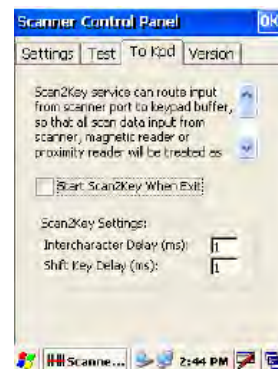 Scanner Control Panel OK
Settings Test To Kpd Version
Scan2Key service can route input
from scanner port to keypad buffer,
so that all scan data input from
scanner, magnetic reader or
proximity reader will be treated as
Start Scan2Key When Exit
Scan2Key Settings:
Intercharacter Delay (ms): 1
Shift Key Delay (ms): 1
Scanne... 2:44 PM